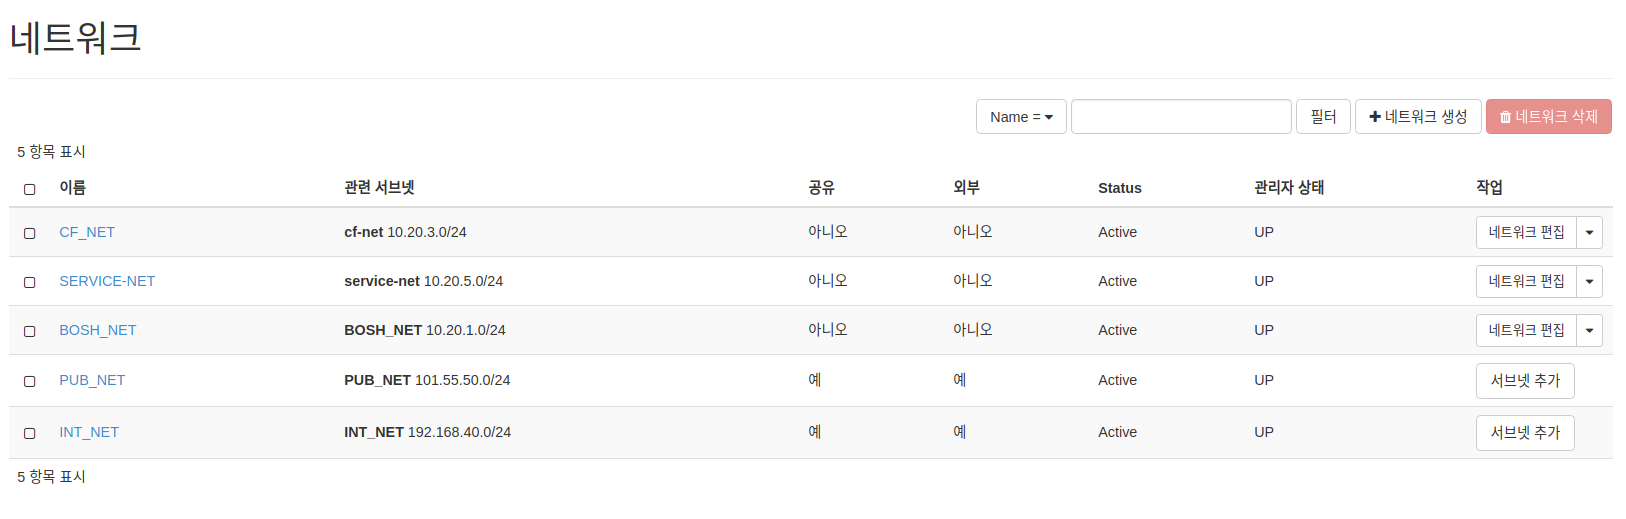 네트워크
Name = 필터 네트워크 생성 네트워크 삭제
5 항목 표시
이름 관련 서브넷 공유 외부 Status 관리자 상태 작업
CF_NET cf-net 10.20.3.0/24 아니오 아니오 Active UP 네트워크 편집
SERVICE-NET service-net 10.20.5.0/24 아니오 아니오 Active UP 네트워크 편집
BOSH_NET BOSH_NET 10.20.1.0/24 아니오 아니오 Active UP 네트워크 편집
PUB_NET PUB_NET 101.55.50.0/24 예 예 Active UP 서브넷 추가
INT_NET INT_NET 192.168.40.0/24 예 예 Active UP 서브넷 추가
5 항목 표시